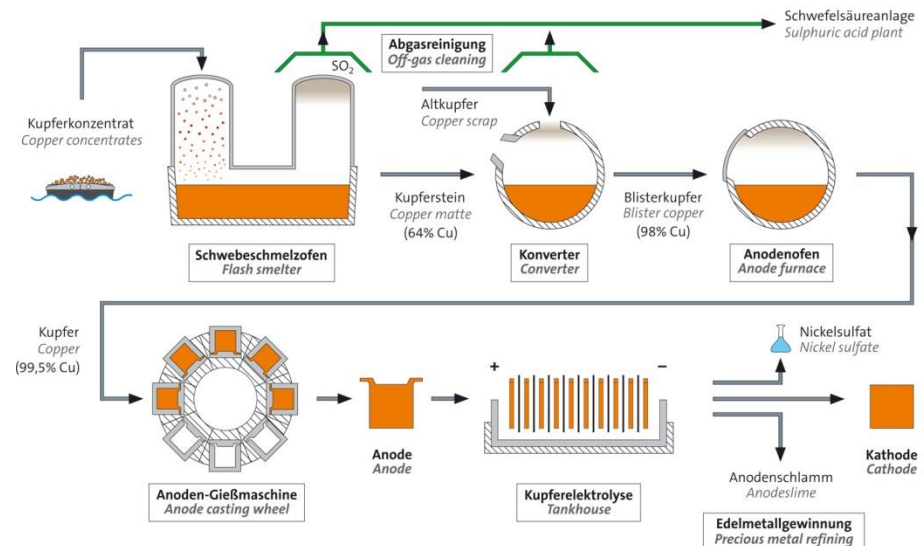 Schwefelsäureanlage
Sulphuric acid plant
Abgasreinigung
Off-gas cleaning
SO₂
Kupferkonzentrat
Copper concentrates
Altkupfer
Copper scrap
Kupferstein
Copper matte
(64% Cu)
Blisterkupfer
Blister copper
(98% Cu)
Schwebeschmelzofen
Flash smelter
Konverter
Converter
Anodenofen
Anode furnace
Kupfer
Copper
(99,5% Cu)
+
–
Nickelsulfat
Nickel sulfate
Anode
Anode
Kathode
Cathode
Anodenschlamm
Anodeslime
Anoden-Gießmaschine
Anode casting wheel
Kupferelektrolyse
Tankhouse
Edelmetallgewinnung
Precious metal refining